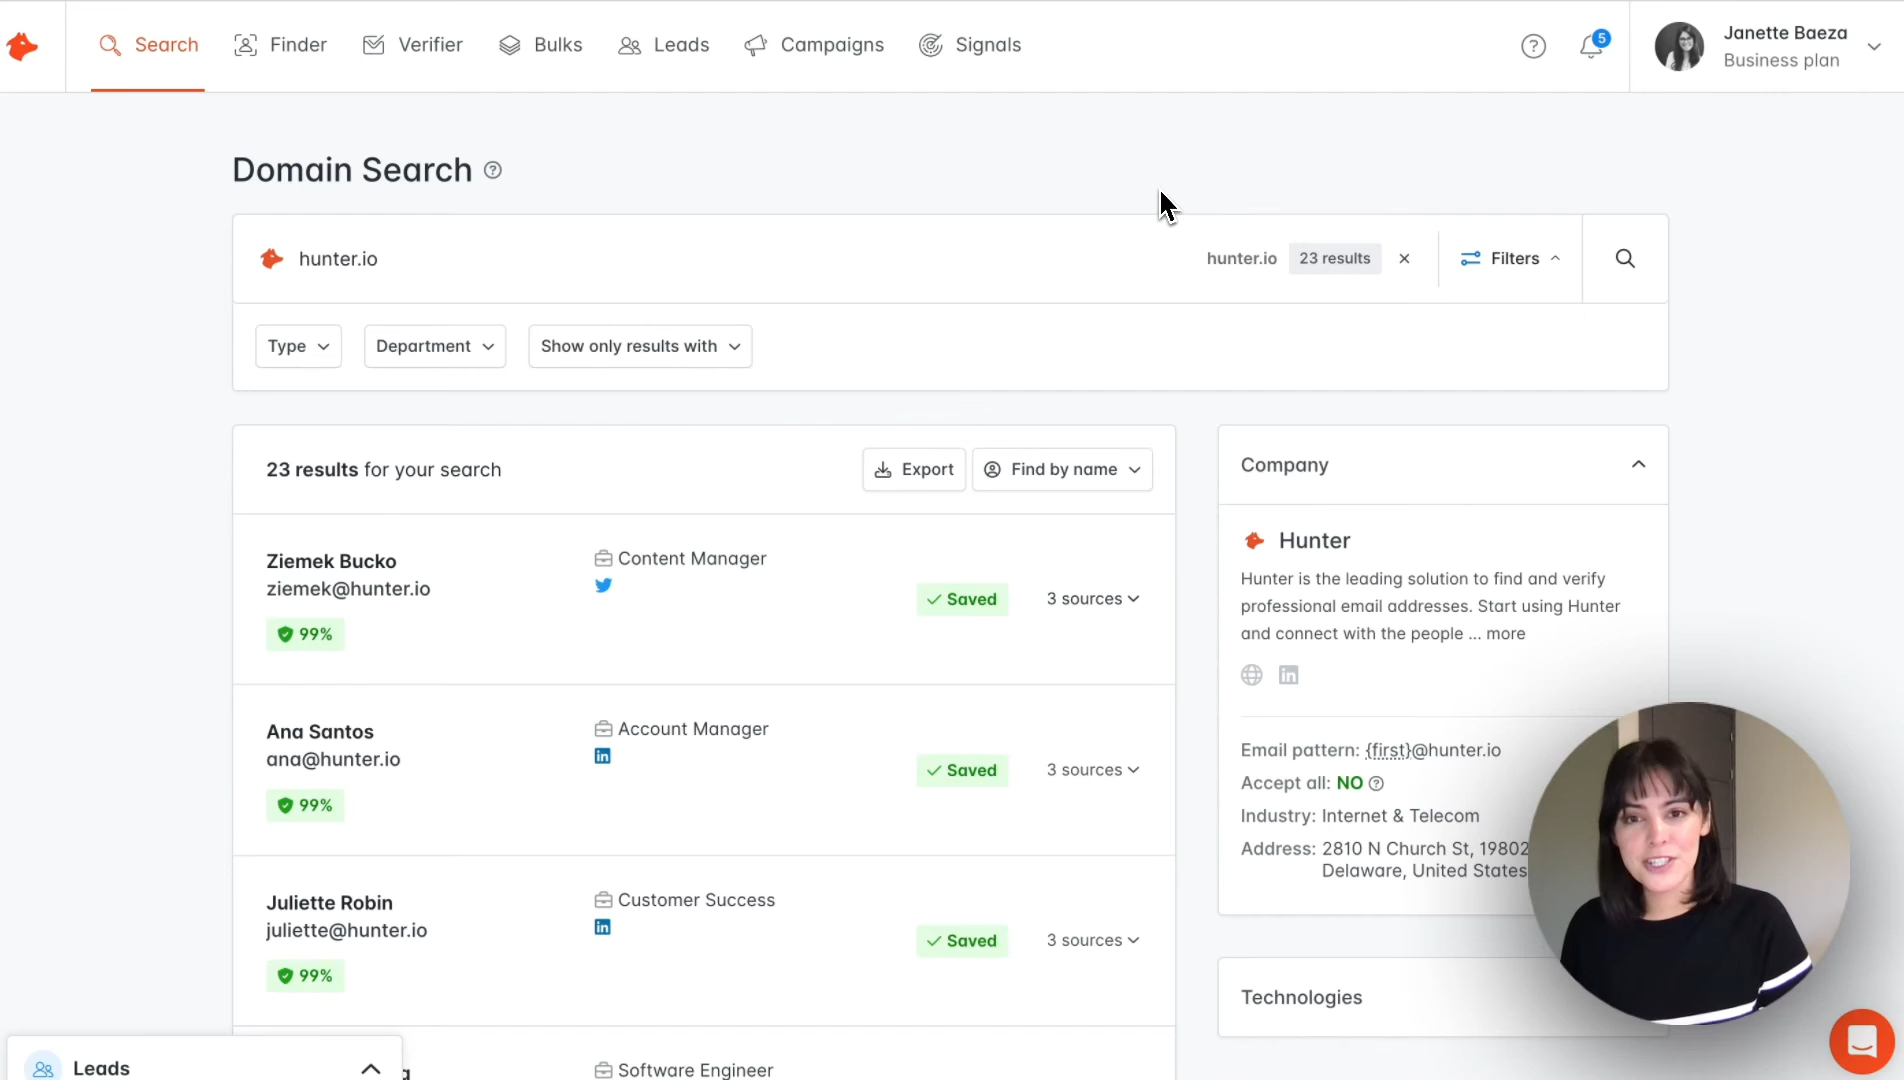 Search
Finder
Verifier
Bulks
Leads
Campaigns
Signals
5
Janette Baeza
Business plan
Domain Search
hunter.io
hunter.io
23 results
Filters
Type
Department
Show only results with
23 results for your search
Export
Find by name
Ziemek Bucko
ziemek@hunter.io
99%
Content Manager
Saved
3 sources
Ana Santos
ana@hunter.io
99%
Account Manager
Saved
3 sources
Juliette Robin
juliette@hunter.io
99%
Customer Success
Saved
3 sources
Software Engineer
Company
Hunter
Hunter is the leading solution to find and verify
professional email addresses. Start using Hunter
and connect with the people ... more
Email pattern: {first}@hunter.io
Accept all: NO
Industry: Internet & Telecom
Address: 2810 N Church St, 19802
Delaware, United States
Technologies
Leads